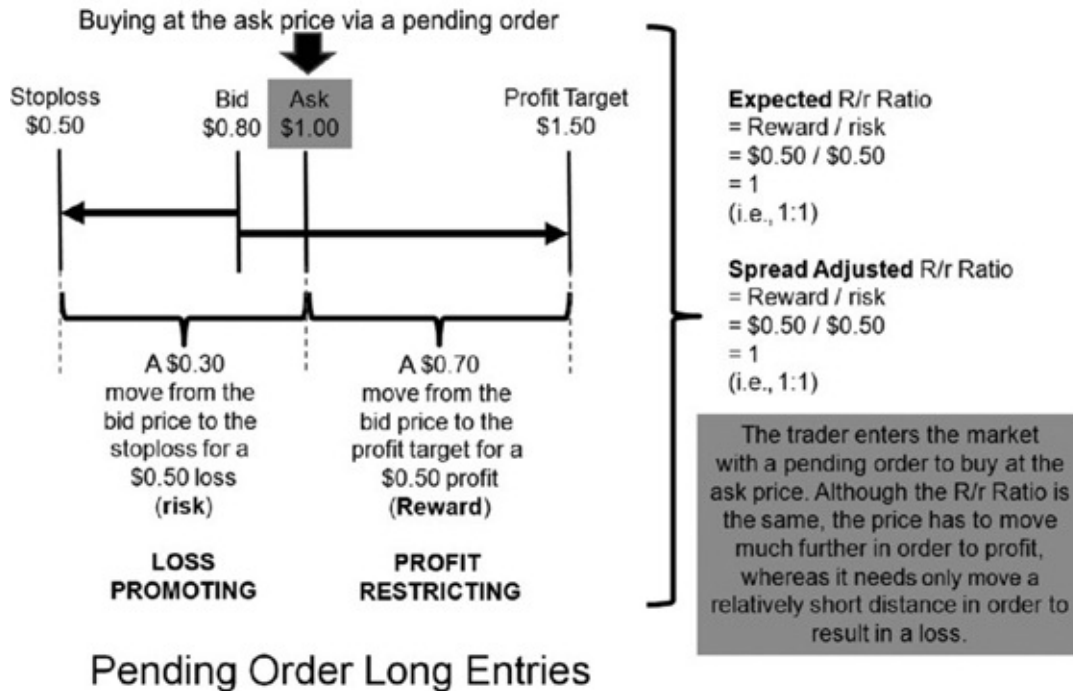 Buying at the ask price via a pending order
Stoploss
$0.50
Bid
$0.80
Ask
$1.00
Profit Target
$1.50
A $0.30
move from the
bid price to the
stoploss for a
$0.50 loss
(risk)
LOSS
PROMOTING
A $0.70
move from the
bid price to the
profit target for a
$0.50 profit
(Reward)
PROFIT
RESTRICTING
Expected R/r Ratio
= Reward / risk
= $0.50 / $0.50
= 1
(i.e., 1:1)
Spread Adjusted R/r Ratio
= Reward / risk
= $0.50 / $0.50
= 1
(i.e., 1:1)
The trader enters the market
with a pending order to buy at the
ask price. Although the R/r Ratio is
the same, the price has to move
much further in order to profit,
whereas it needs only move a
relatively short distance in order to
result in a loss.
Pending Order Long Entries